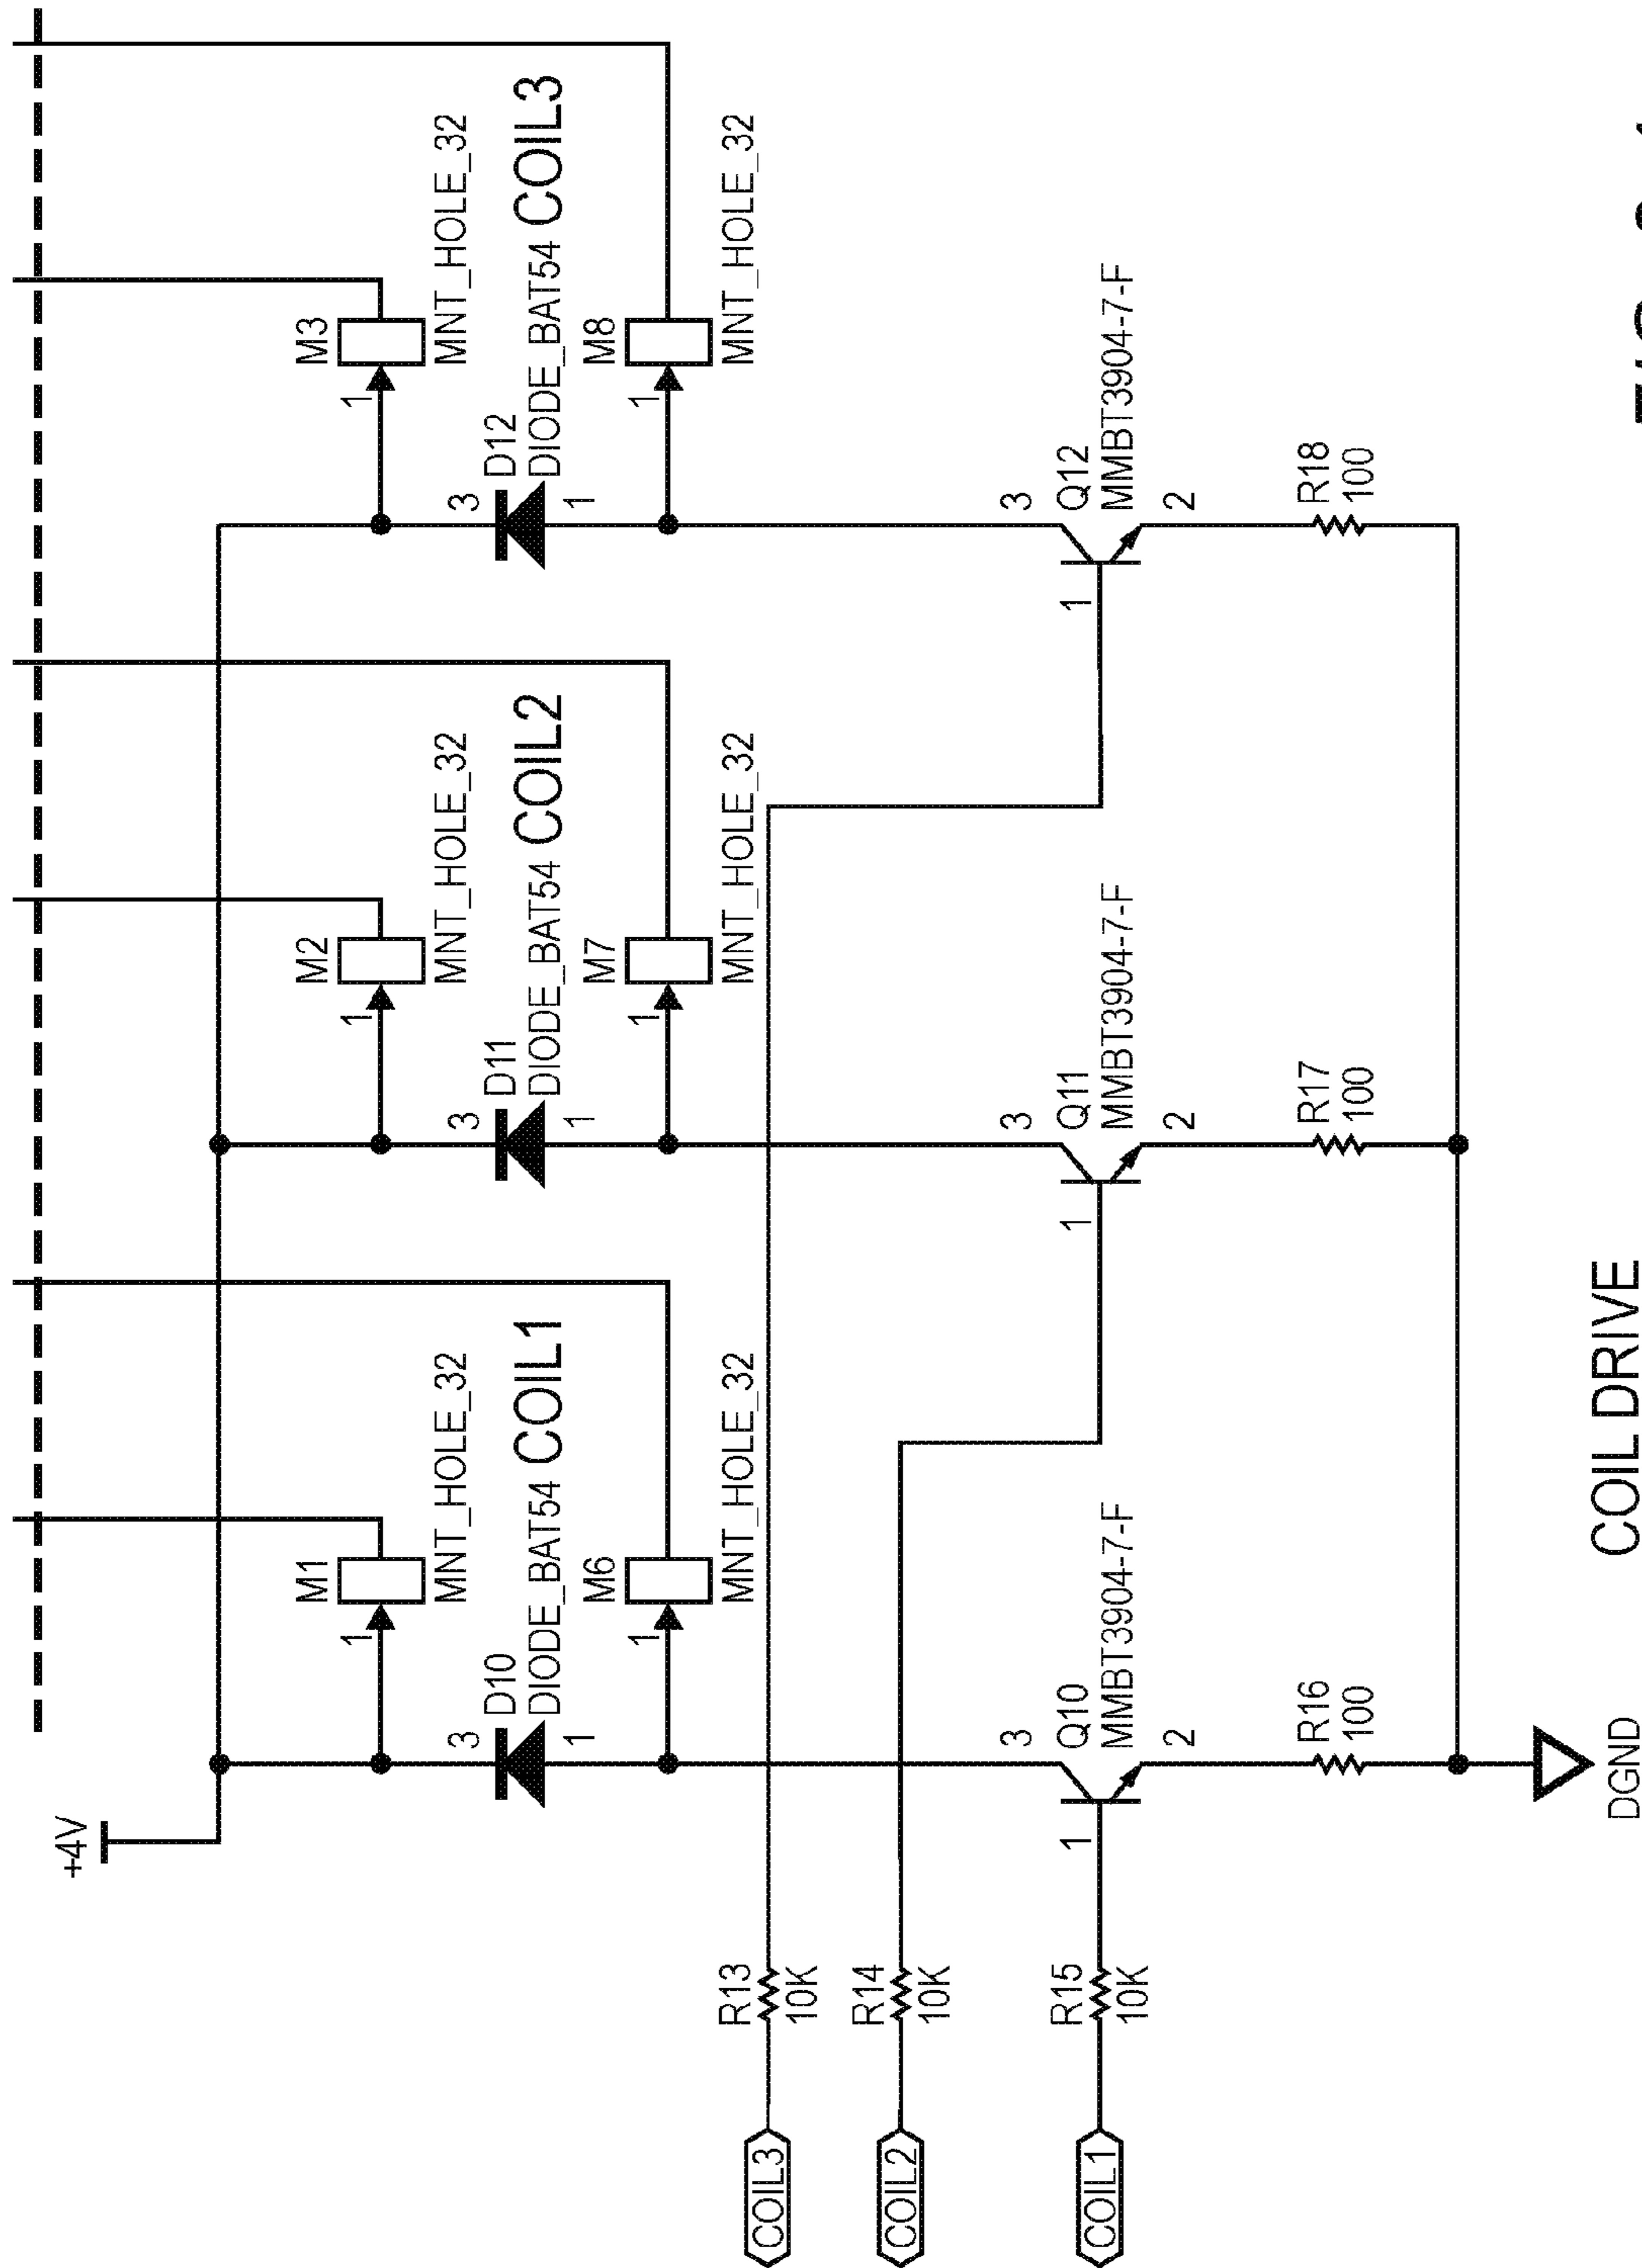 +4V
M1
1
MNT_HOLE_32
3
D10
DIODE_BAT54
COIL1
1
M6
1
MNT_HOLE_32
M2
1
MNT_HOLE_32
3
D11
DIODE_BAT54
COIL2
1
M7
1
MNT_HOLE_32
M3
1
MNT_HOLE_32
3
D12
DIODE_BAT54
COIL3
1
M8
1
MNT_HOLE_32
COIL3
R13
10K
COIL2
R14
10K
COIL1
R15
10K
3
Q10
MMBT3904-7-F
1
2
R16
100
3
Q11
MMBT3904-7-F
1
2
R17
100
3
Q12
MMBT3904-7-F
1
2
R18
100
DGND
COIL DRIVE